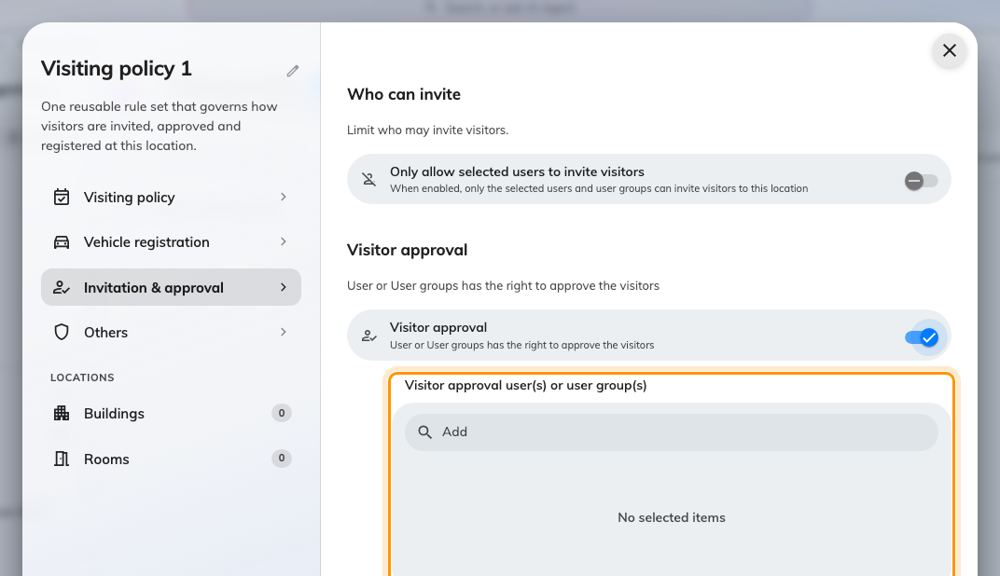 Visiting policy 1
One reusable rule set that governs how
visitors are invited, approved and
registered at this location.
Visiting policy
Vehicle registration
Invitation & approval
Others
LOCATIONS
Buildings
0
Rooms
0
Who can invite
Limit who may invite visitors.
Only allow selected users to invite visitors
When enabled, only the selected users and user groups can invite visitors to this location
Visitor approval
User or User groups has the right to approve the visitors
Visitor approval
User or User groups has the right to approve the visitors
Visitor approval user(s) or user group(s)
Add
No selected items